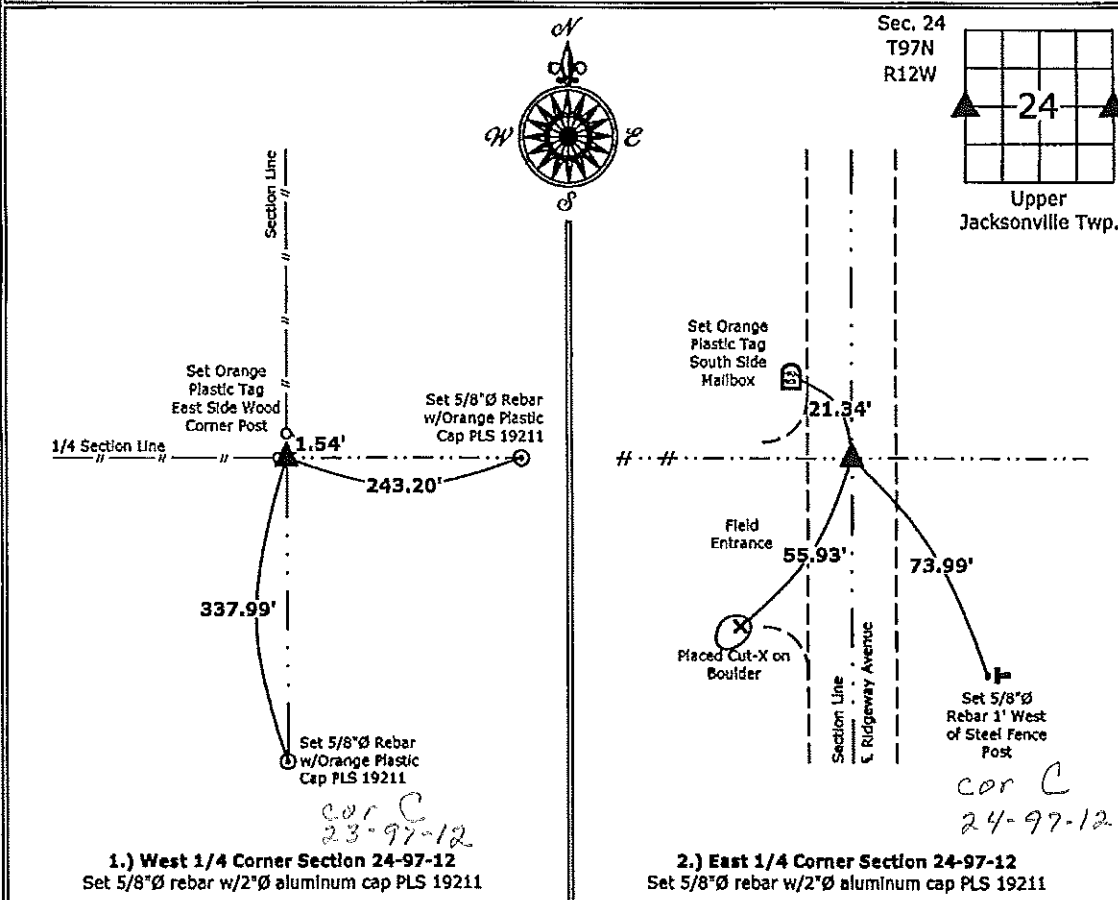 N
W
E
S
Sec. 24
T97N
R12W
24
Upper
Jacksonville Twp.
Section Line
Set Orange
Plastic Tag
East Side Wood
Corner Post
1/4 Section Line
1.54'
Set 5/8"Ø Rebar
w/Orange Plastic
Cap PLS 19211
243.20'
337.99'
Set 5/8"Ø Rebar
w/Orange Plastic
Cap PLS 19211
cor C
23-97-12
1.) West 1/4 Corner Section 24-97-12
Set 5/8"Ø rebar w/2"Ø aluminum cap PLS 19211
Set Orange
Plastic Tag
South Side
Mailbox
21.34'
Field
Entrance
55.93'
73.99'
Placed Cut-X on
Boulder
Section Line
℄ Ridgeway Avenue
Set 5/8"Ø
Rebar 1' West
of Steel Fence
Post
cor C
24-97-12
2.) East 1/4 Corner Section 24-97-12
Set 5/8"Ø rebar w/2"Ø aluminum cap PLS 19211